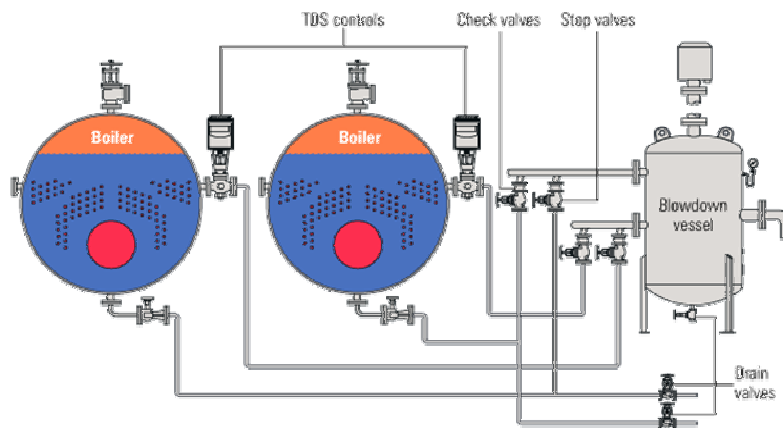 TDS controls
Check valves
Stop valves
Boiler
Boiler
Blowdown
vessel
Drain
valves